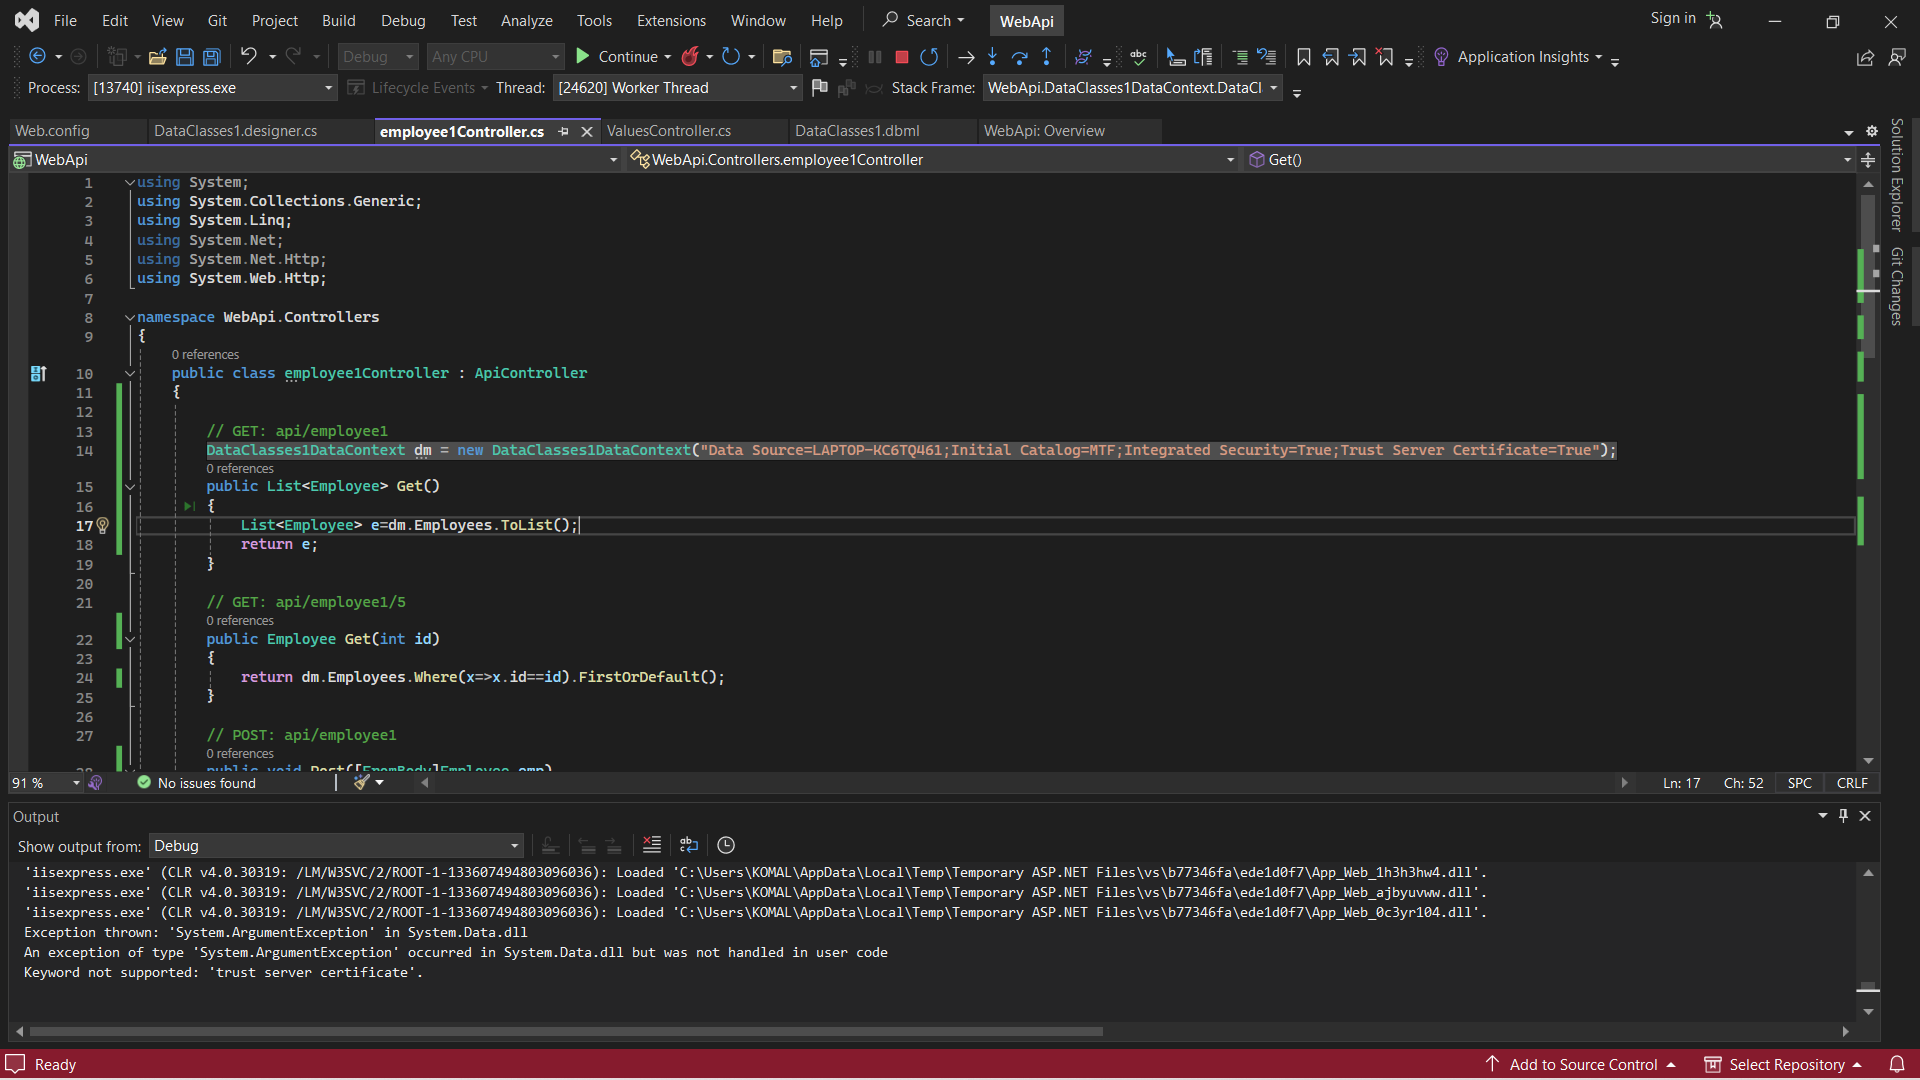 File Edit View Git Project Build Debug Test Analyze Tools Extensions Window Help Search WebApi Sign in
Debug Any CPU Continue Application Insights
Process: [13740] iisexpress.exe Lifecycle Events Thread: [24620] Worker Thread Stack Frame: WebApi.DataClasses1DataContext.DataCl
Web.config DataClasses1.designer.cs employee1Controller.cs ValuesController.cs DataClasses1.dbml WebApi: Overview
WebApi WebApi.Controllers.employee1Controller Get()
Solution Explorer
Git Changes
1 using System;
2 using System.Collections.Generic;
3 using System.Linq;
4 using System.Net;
5 using System.Net.Http;
6 using System.Web.Http;
7
8 namespace WebApi.Controllers
9 {
0 references
10 public class employee1Controller : ApiController
11 {
12
13 // GET: api/employee1
14 DataClasses1DataContext dm = new DataClasses1DataContext("Data Source=LAPTOP-KC6TQ461;Initial Catalog=MTF;Integrated Security=True;Trust Server Certificate=True");
0 references
15 public List<Employee> Get()
16 {
17 List<Employee> e=dm.Employees.ToList();
18 return e;
19 }
20
21 // GET: api/employee1/5
0 references
22 public Employee Get(int id)
23 {
24 return dm.Employees.Where(x=>x.id==id).FirstOrDefault();
25 }
26
27 // POST: api/employee1
0 references
28 public void Post([FromBody]Employee emp)
91 % No issues found Ln: 17 Ch: 52 SPC CRLF
Output
Show output from: Debug
'iisexpress.exe' (CLR v4.0.30319: /LM/W3SVC/2/ROOT-1-133607494803096036): Loaded 'C:\Users\KOMAL\AppData\Local\Temp\Temporary ASP.NET Files\vs\b77346fa\ede1d0f7\App_Web_1h3h3hw4.dll'.
'iisexpress.exe' (CLR v4.0.30319: /LM/W3SVC/2/ROOT-1-133607494803096036): Loaded 'C:\Users\KOMAL\AppData\Local\Temp\Temporary ASP.NET Files\vs\b77346fa\ede1d0f7\App_Web_ajbyuvww.dll'.
'iisexpress.exe' (CLR v4.0.30319: /LM/W3SVC/2/ROOT-1-133607494803096036): Loaded 'C:\Users\KOMAL\AppData\Local\Temp\Temporary ASP.NET Files\vs\b77346fa\ede1d0f7\App_Web_0c3yr104.dll'.
Exception thrown: 'System.ArgumentException' in System.Data.dll
An exception of type 'System.ArgumentException' occurred in System.Data.dll but was not handled in user code
Keyword not supported: 'trust server certificate'.
Ready Add to Source Control Select Repository